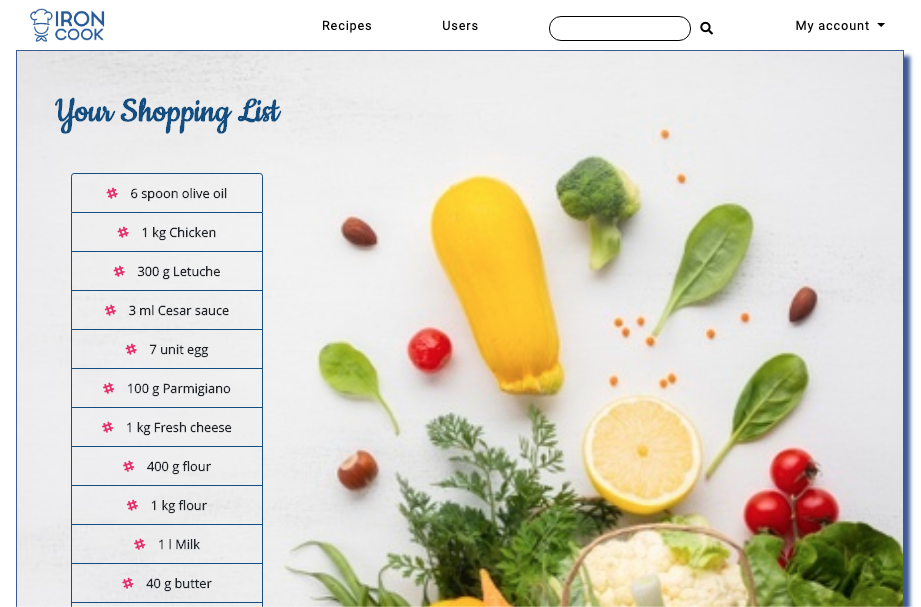 IRON
COOK
Recipes
Users
My account
Your Shopping List
6 spoon olive oil
1 kg Chicken
300 g Letuche
3 ml Cesar sauce
7 unit egg
100 g Parmigiano
1 kg Fresh cheese
400 g flour
1 kg flour
1 l Milk
40 g butter